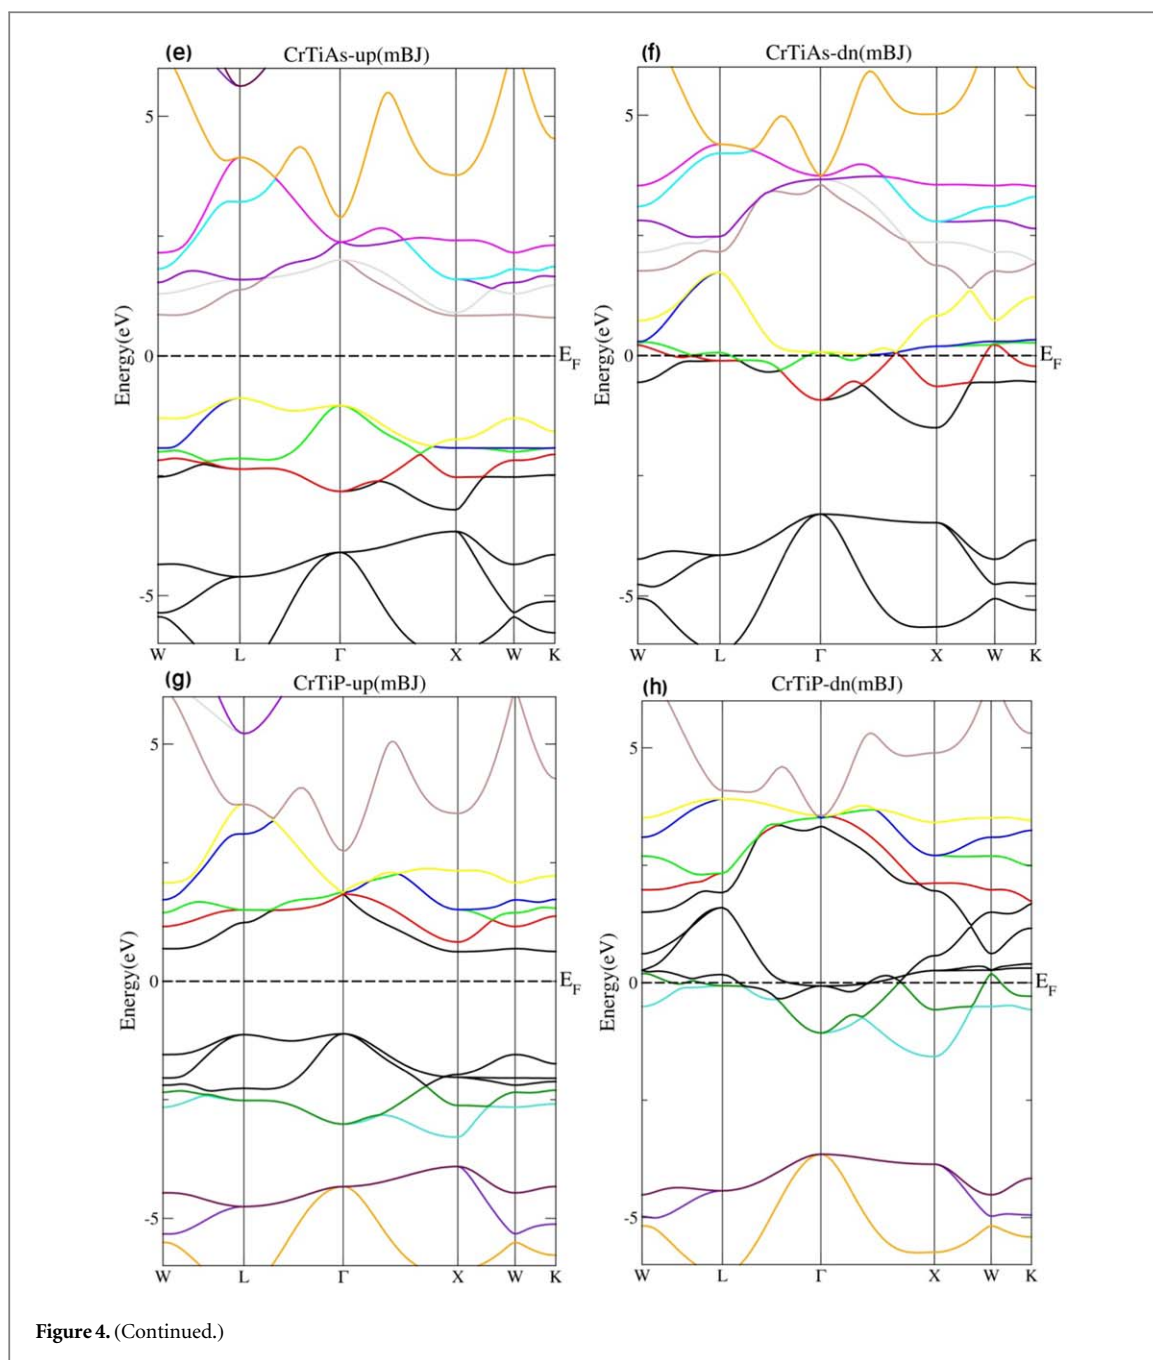 (e) CrTiAs-up(mBJ)
(f) CrTiAs-dn(mBJ)
Energy(eV)
5
0
-5
E_F
W L Γ X W K
Energy(eV)
5
0
-5
E_F
W L Γ X W K
(g) CrTiP-up(mBJ)
(h) CrTiP-dn(mBJ)
Energy(eV)
5
0
-5
E_F
W L Γ X W K
Energy(eV)
5
0
-5
E_F
W L Γ X W K
Figure 4. (Continued.)